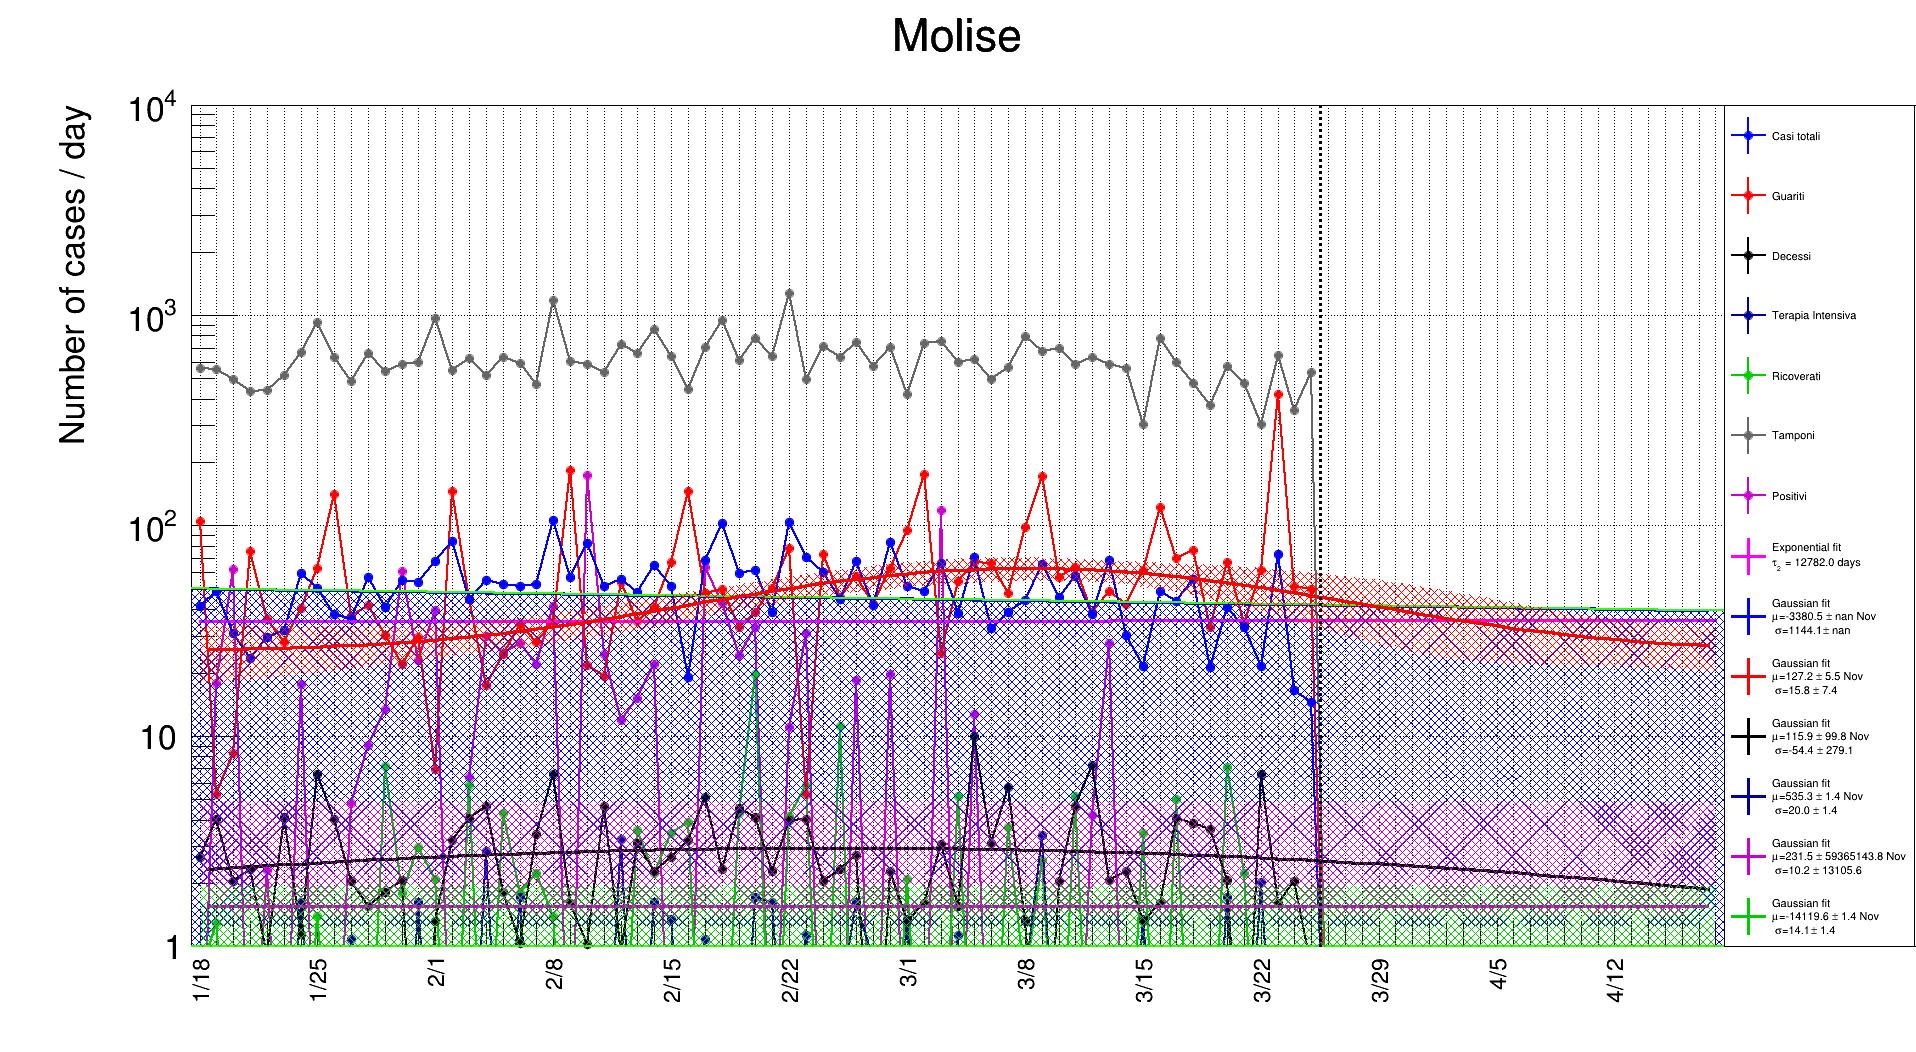 Molise
Number of cases / day
10^4
10^3
10^2
10
1
1/18
1/25
2/1
2/8
2/15
2/22
3/1
3/8
3/15
3/22
3/29
4/5
4/12
Casi totali
Guariti
Decessi
Terapia Intensiva
Ricoverati
Tamponi
Positivi
Exponential fit
τ₂ = 12782.0 days
Gaussian fit
μ=-3380.5 ± nan Nov
σ=1144.1 ± nan
Gaussian fit
μ=127.2 ± 5.5 Nov
σ=15.8 ± 7.4
Gaussian fit
μ=115.9 ± 99.8 Nov
σ=-54.4 ± 279.1
Gaussian fit
μ=535.3 ± 1.4 Nov
σ=20.0 ± 1.4
Gaussian fit
μ=231.5 ± 59365143.8 Nov
σ=10.2 ± 13105.6
Gaussian fit
μ=-14119.6 ± 1.4 Nov
σ=14.1 ± 1.4